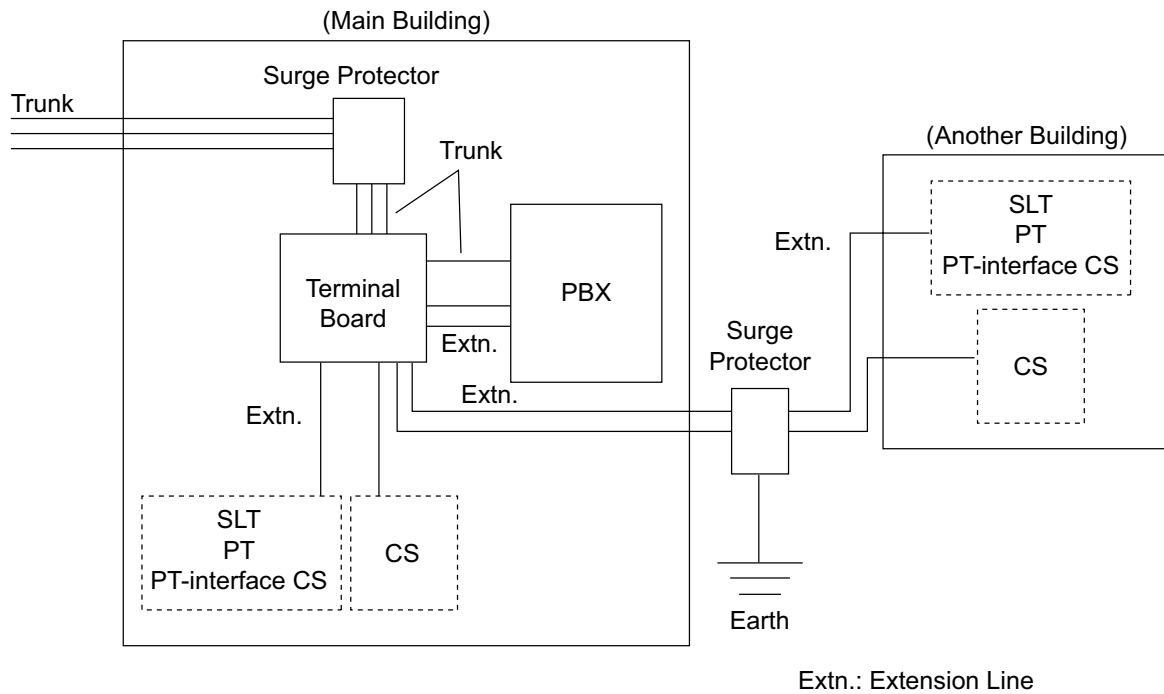 (Main Building)
Surge Protector
Trunk
Trunk
(Another Building)
SLT
PT
PT-interface CS
Extn.
Terminal
Board
PBX
Extn.
Surge
Protector
CS
Extn.
Extn.
SLT
PT
PT-interface CS
CS
Earth
Extn.: Extension Line